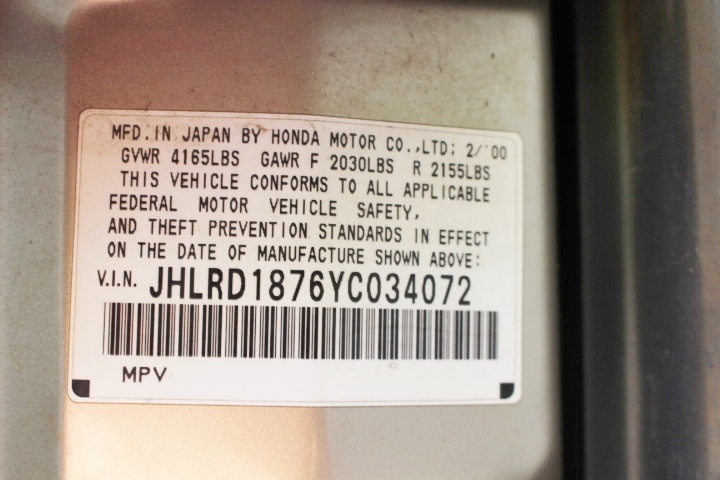 MFD. IN JAPAN BY HONDA MOTOR CO.,LTD; 2/'00
GVWR 4165LBS GAWR F 2030LBS R 2155LBS
THIS VEHICLE CONFORMS TO ALL APPLICABLE
FEDERAL MOTOR VEHICLE SAFETY,
AND THEFT PREVENTION STANDARDS IN EFFECT
ON THE DATE OF MANUFACTURE SHOWN ABOVE:
V.I.N. JHLRD1876YC034072
MPV